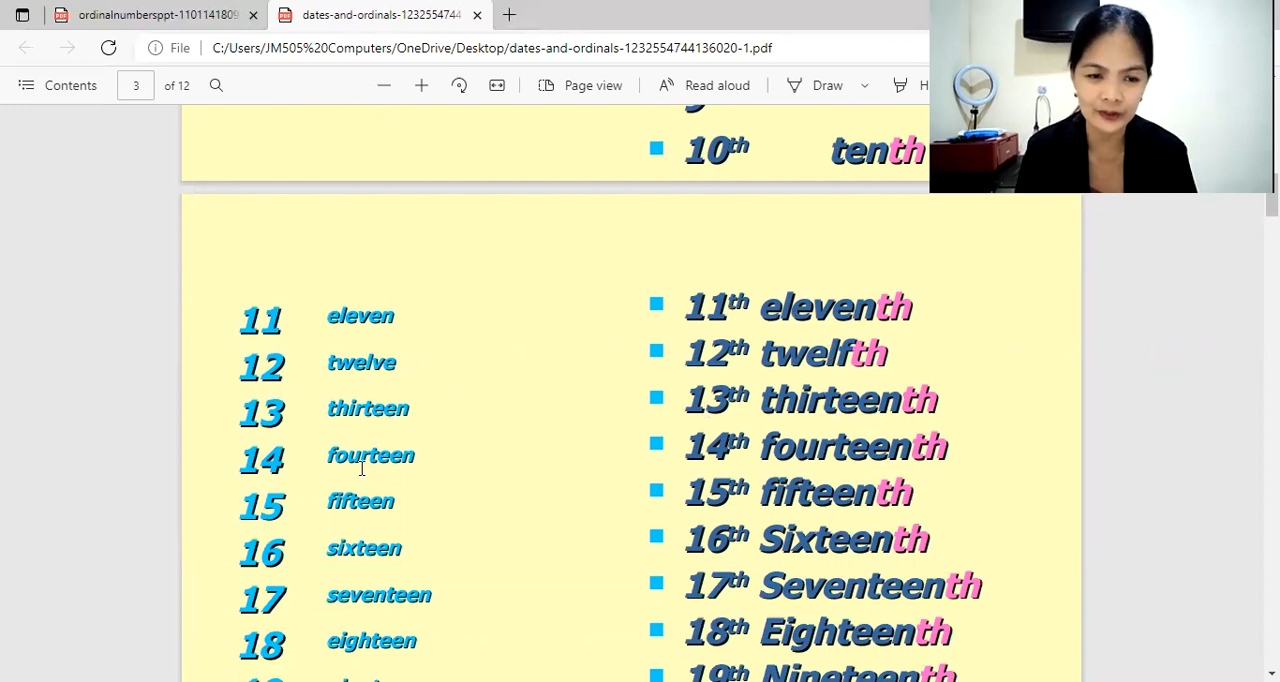 ordinalnumbersppt-1101141809
dates-and-ordinals-1232554744
File C:/Users/JM505%20Computers/OneDrive/Desktop/dates-and-ordinals-1232554744136020-1.pdf
Contents 3 of 12 Page view Read aloud Draw H
10th tenth
11 eleven 11th eleventh
12 twelve 12th twelfth
13 thirteen 13th thirteenth
14 fourteen 14th fourteenth
15 fifteen 15th fifteenth
16 sixteen 16th Sixteenth
17 seventeen 17th Seventeenth
18 eighteen 18th Eighteenth
19th Nineteenth